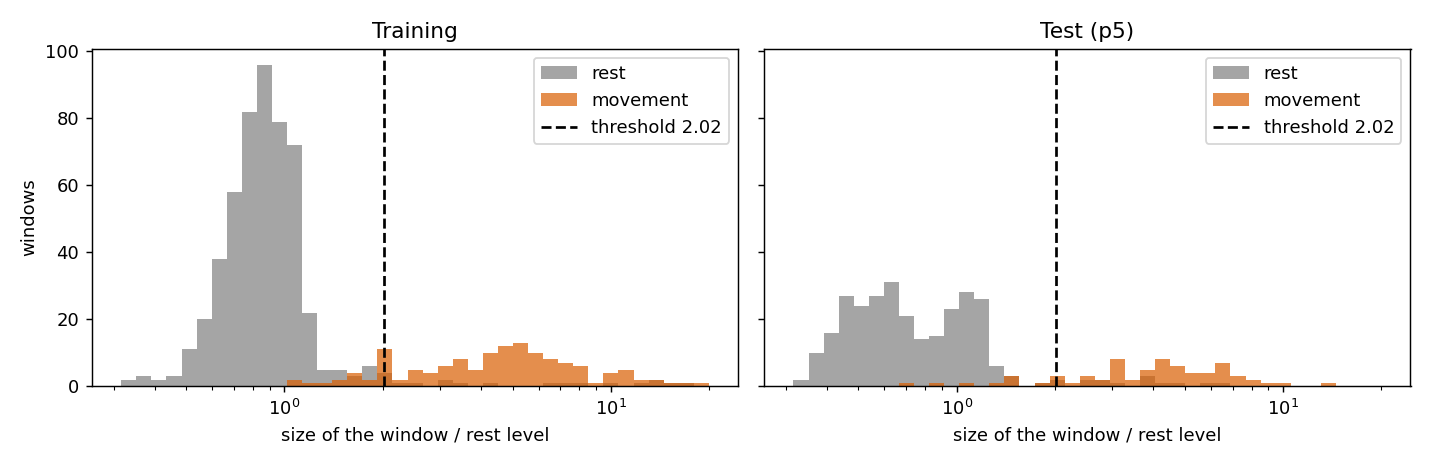 Training
Test (p5)
windows
100
80
60
40
20
0
rest
movement
threshold 2.02
rest
movement
threshold 2.02
10⁰
10¹
10⁰
10¹
size of the window / rest level
size of the window / rest level